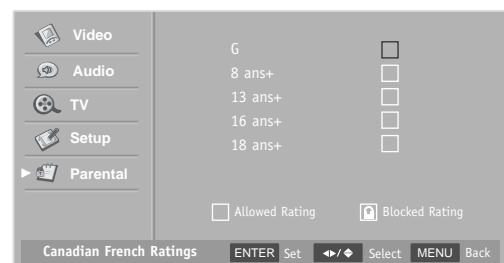 Video
Audio
TV
Setup
Parental
G
8 ans+
13 ans+
16 ans+
18 ans+
Allowed Rating Blocked Rating
Canadian French Ratings ENTER Set ◂▸/◆ Select MENU Back